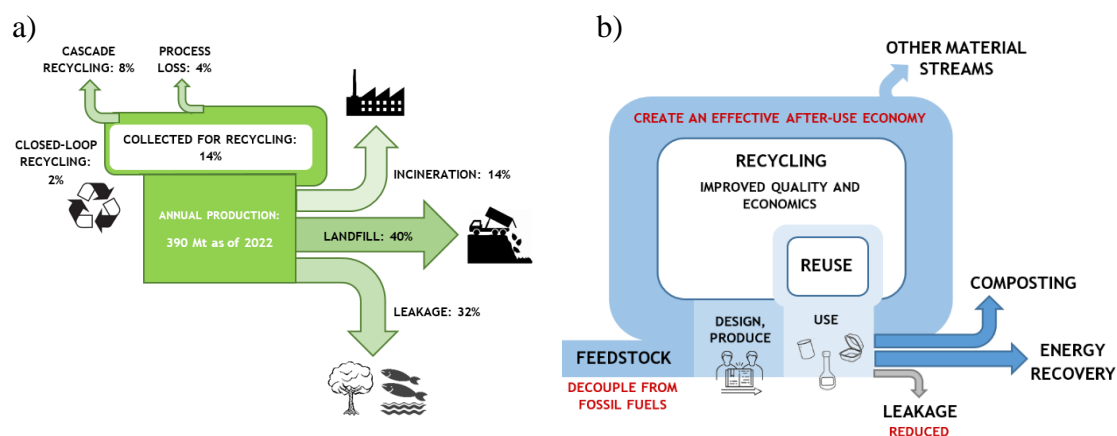 a)
CASCADE
RECYCLING: 8%
PROCESS
LOSS: 4%
COLLECTED FOR RECYCLING:
14%
CLOSED-LOOP
RECYCLING:
2%
INCINERATION: 14%
ANNUAL PRODUCTION:
390 Mt as of 2022
LANDFILL: 40%
LEAKAGE: 32%
b)
OTHER MATERIAL
STREAMS
CREATE AN EFFECTIVE AFTER-USE ECONOMY
RECYCLING
IMPROVED QUALITY AND
ECONOMICS
REUSE
COMPOSTING
DESIGN,
PRODUCE
USE
FEEDSTOCK
ENERGY
RECOVERY
DECOUPLE FROM
FOSSIL FUELS
LEAKAGE
REDUCED